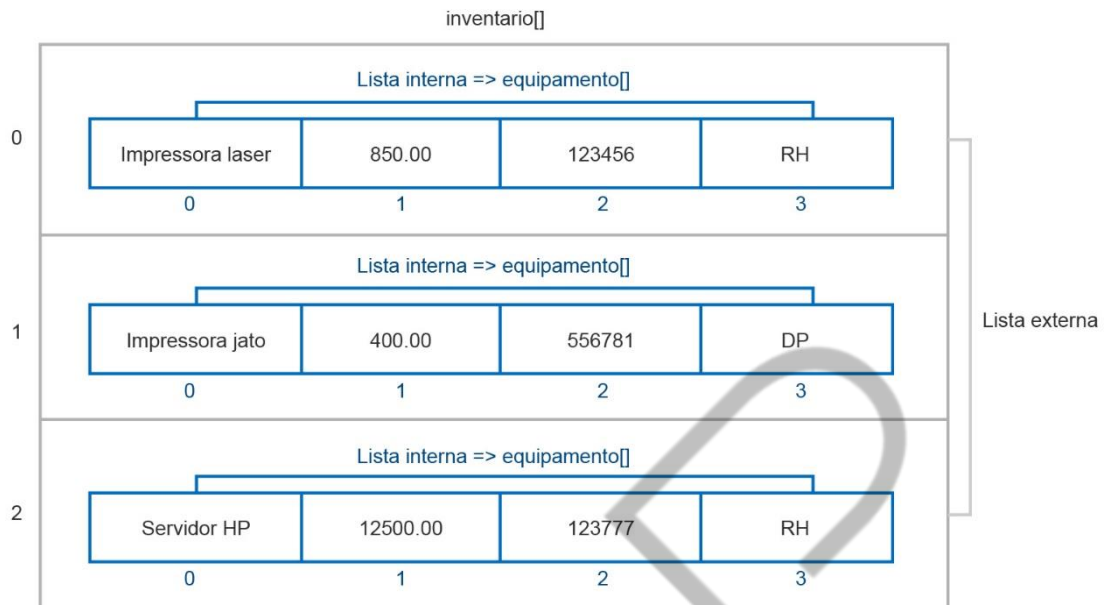 inventario[]
Lista interna => equipamento[]
0
Impressora laser 850.00 123456 RH
0 1 2 3
Lista interna => equipamento[]
1
Impressora jato 400.00 556781 DP
0 1 2 3
Lista externa
Lista interna => equipamento[]
2
Servidor HP 12500.00 123777 RH
0 1 2 3